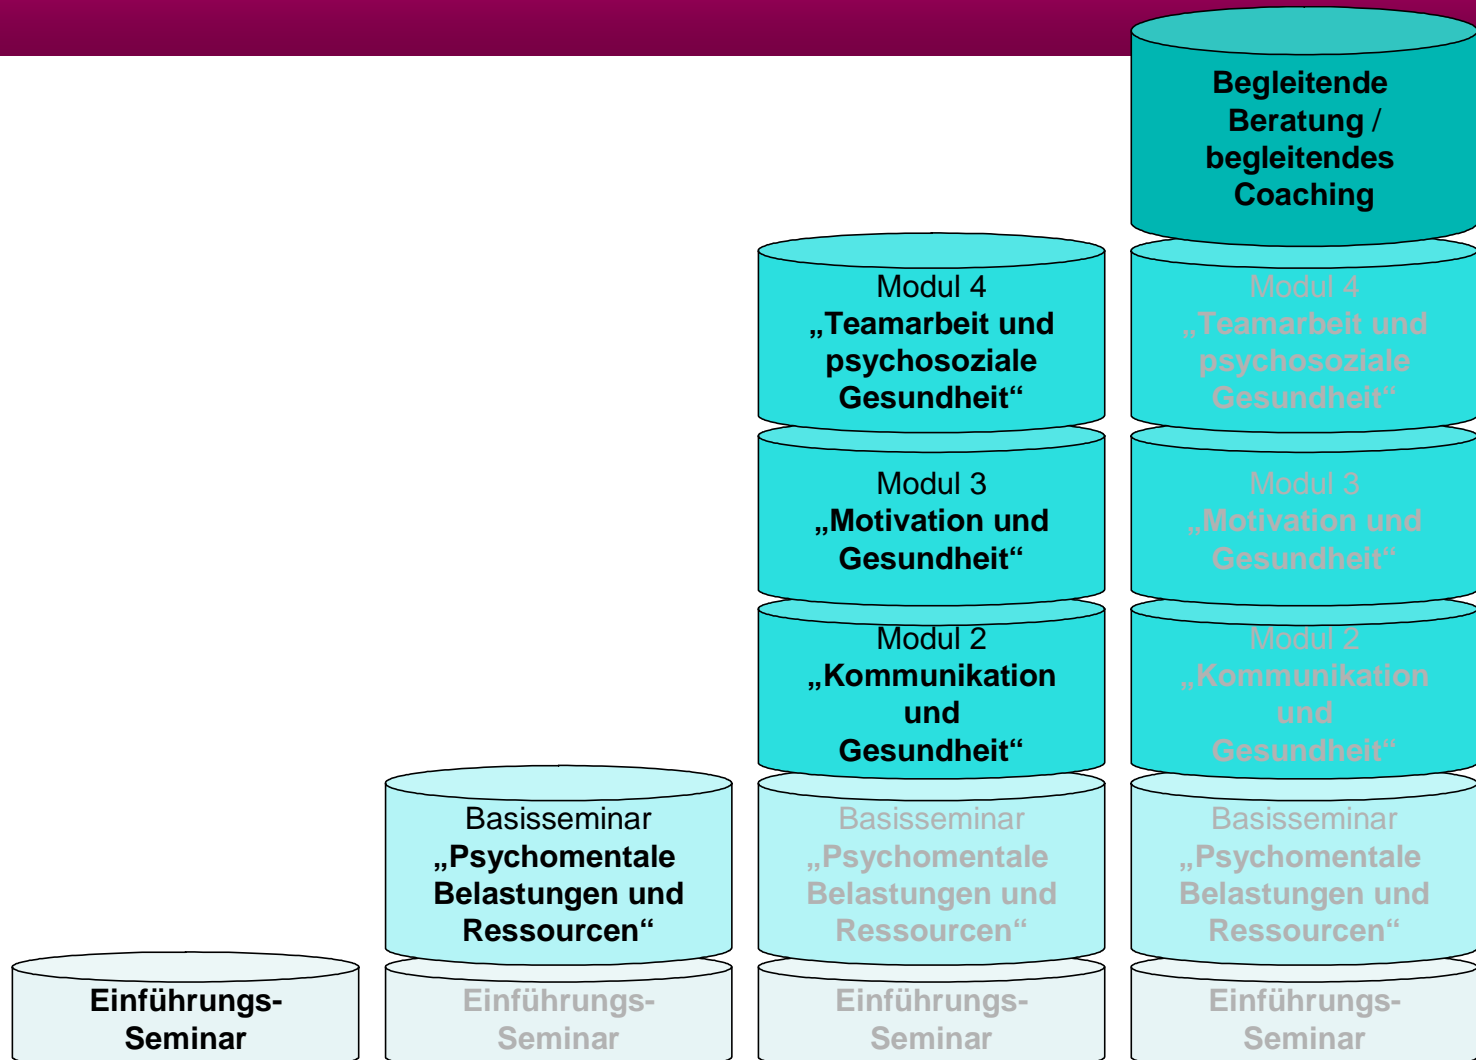 Begleitende
Beratung /
begleitendes
Coaching
Modul 4
„Teamarbeit und
psychosoziale
Gesundheit“
Modul 4
„Teamarbeit und
psychosoziale
Gesundheit“
Modul 3
„Motivation und
Gesundheit“
Modul 3
„Motivation und
Gesundheit“
Modul 2
„Kommunikation
und
Gesundheit“
Modul 2
„Kommunikation
und
Gesundheit“
Basisseminar
„Psychomentale
Belastungen und
Ressourcen“
Basisseminar
„Psychomentale
Belastungen und
Ressourcen“
Basisseminar
„Psychomentale
Belastungen und
Ressourcen“
Einführungs-
Seminar
Einführungs-
Seminar
Einführungs-
Seminar
Einführungs-
Seminar